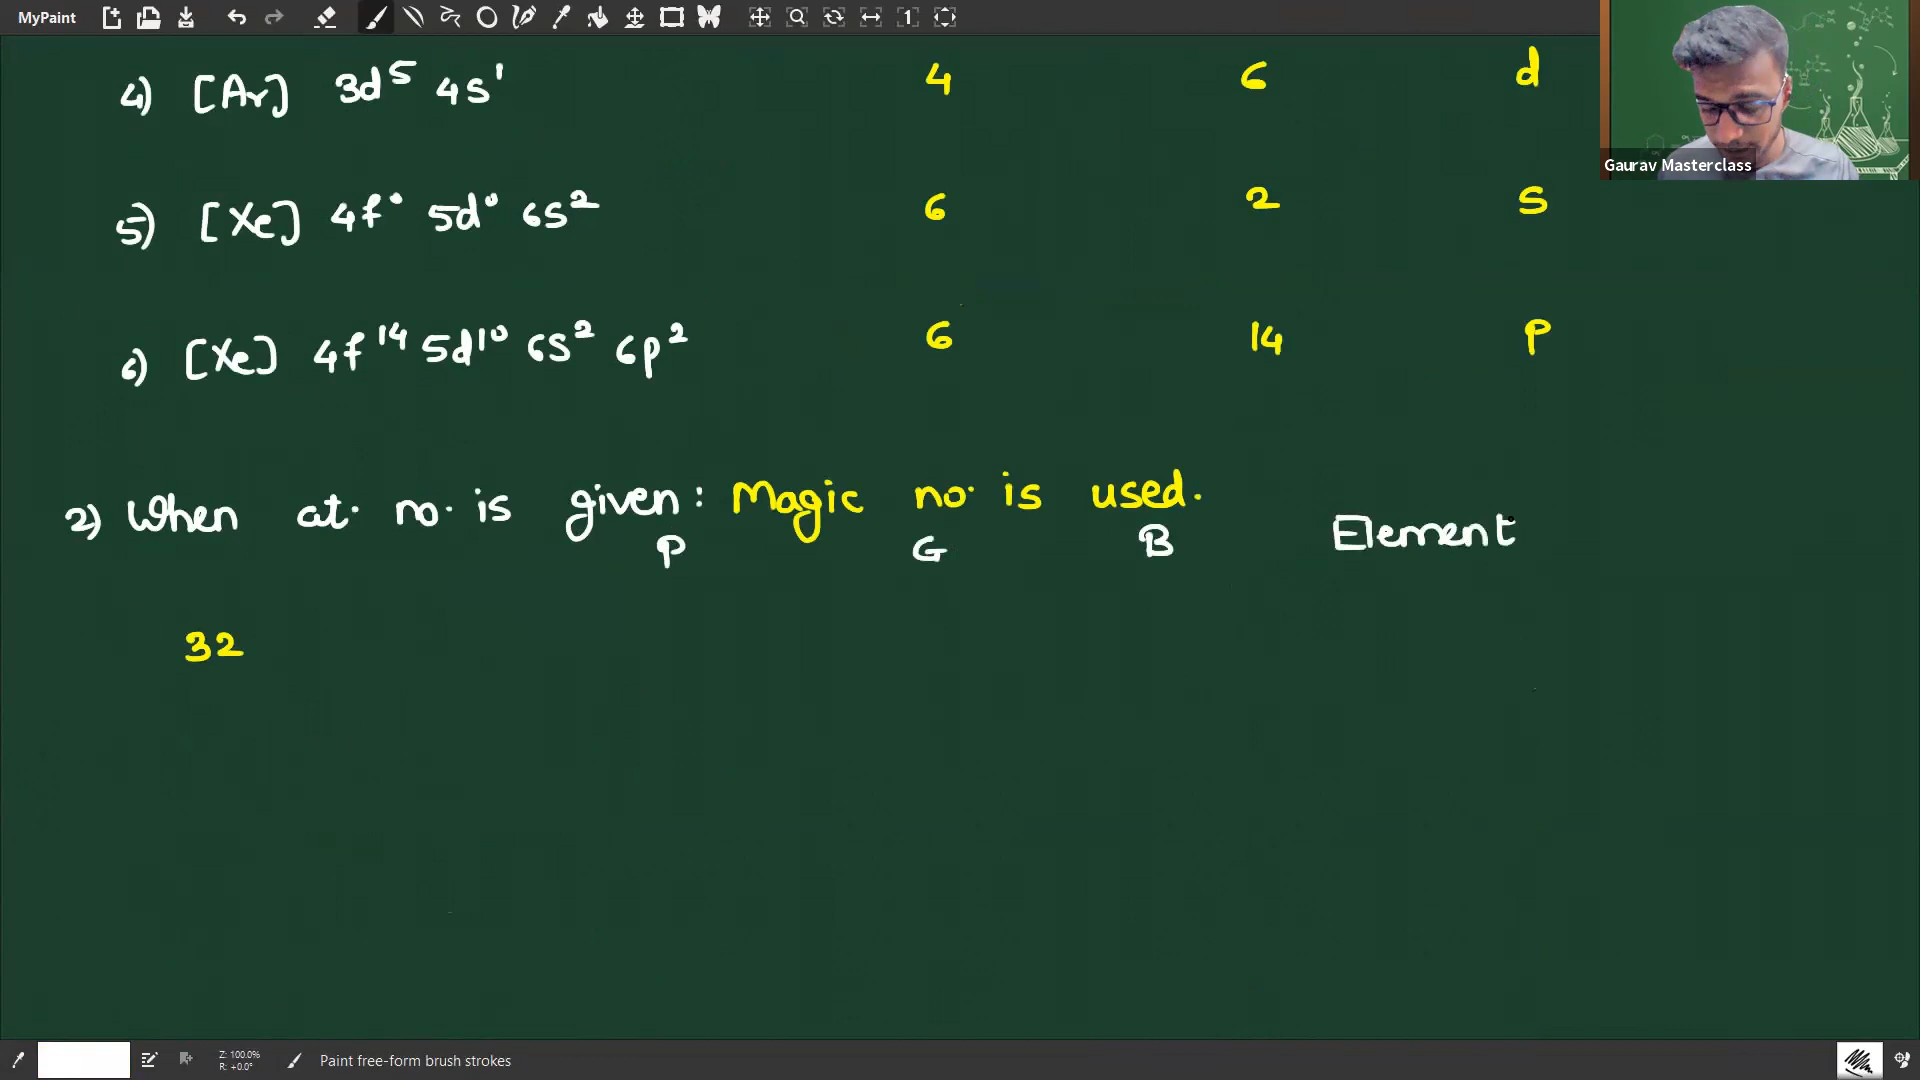 MyPaint
4) [Ar] 3d⁵ 4s¹ 4 6 d
Gaurav Masterclass
5) [Xe] 4f⁰ 5d⁰ 6s² 6 2 S
6) [Xe] 4f¹⁴ 5d¹⁰ 6s² 6p² 6 14 P
2) When at. no. is given: Magic no. is used.
P G B Element
32
Z: 100.0%
R: +0.0°
Paint free-form brush strokes